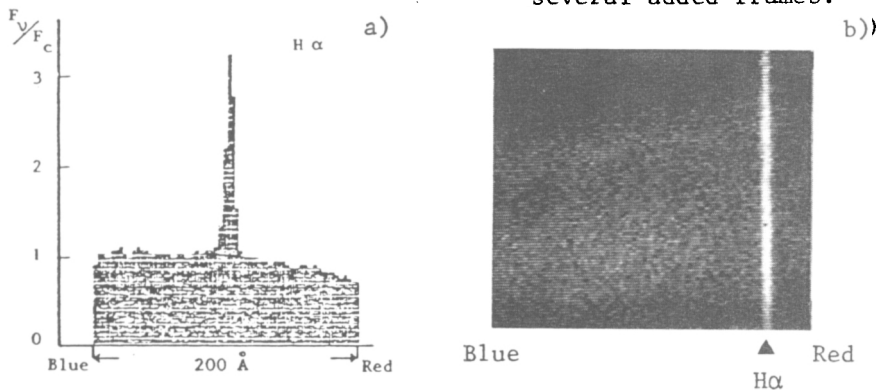 several added frames.
Fν/Fc
a)
Hα
b))
3
2
1
0
Blue
200 Å
Red
Blue
Red
Hα